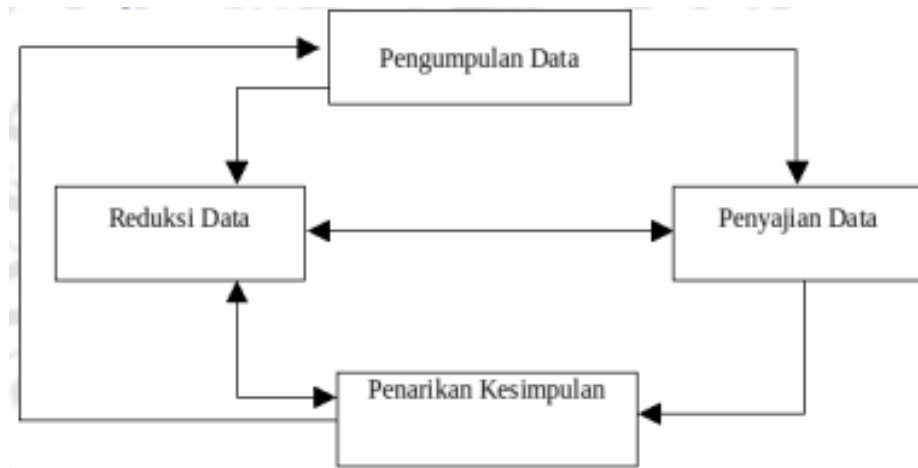 Pengumpulan Data
Reduksi Data
Penyajian Data
Penarikan Kesimpulan